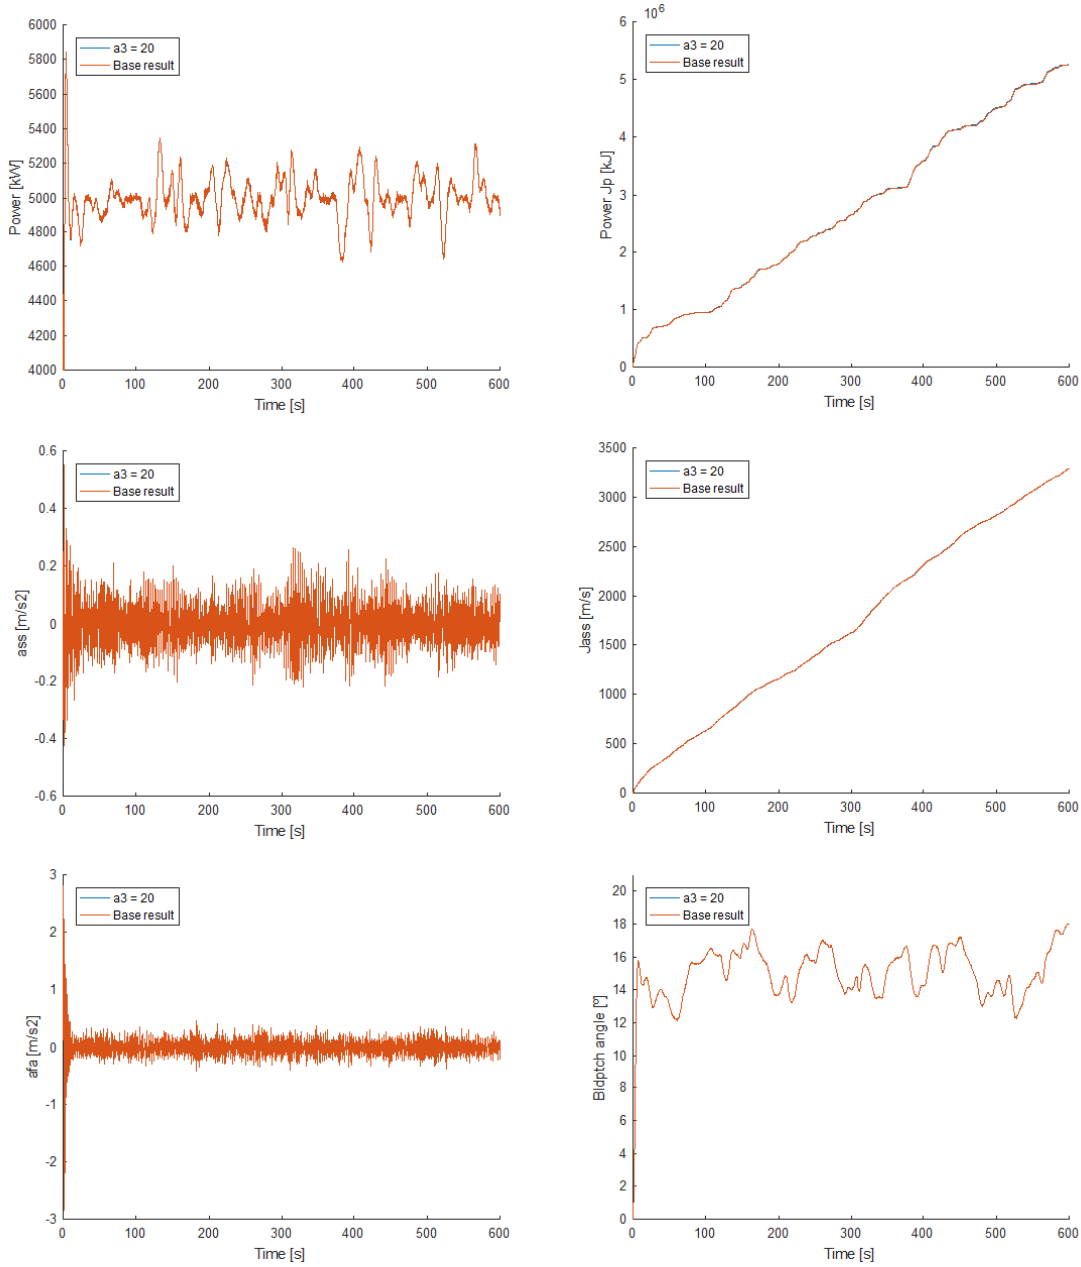 6000
5800
5600
5400
5200
5000
4800
4600
4400
4200
4000
Power [kW]
a3 = 20
Base result
0 100 200 300 400 500 600
Time [s]
×10^6
6
5
4
3
2
1
0
Power Jp [kJ]
a3 = 20
Base result
0 100 200 300 400 500 600
Time [s]
0.6
0.4
0.2
0
-0.2
-0.4
-0.6
ass [m/s2]
a3 = 20
Base result
0 100 200 300 400 500 600
Time [s]
3500
3000
2500
2000
1500
1000
500
0
Jass [m/s]
a3 = 20
Base result
0 100 200 300 400 500 600
Time [s]
3
2
1
0
-1
-2
-3
afa [m/s2]
a3 = 20
Base result
0 100 200 300 400 500 600
Time [s]
20
18
16
14
12
10
8
6
4
2
0
Bldptch angle [º]
a3 = 20
Base result
0 100 200 300 400 500 600
Time [s]